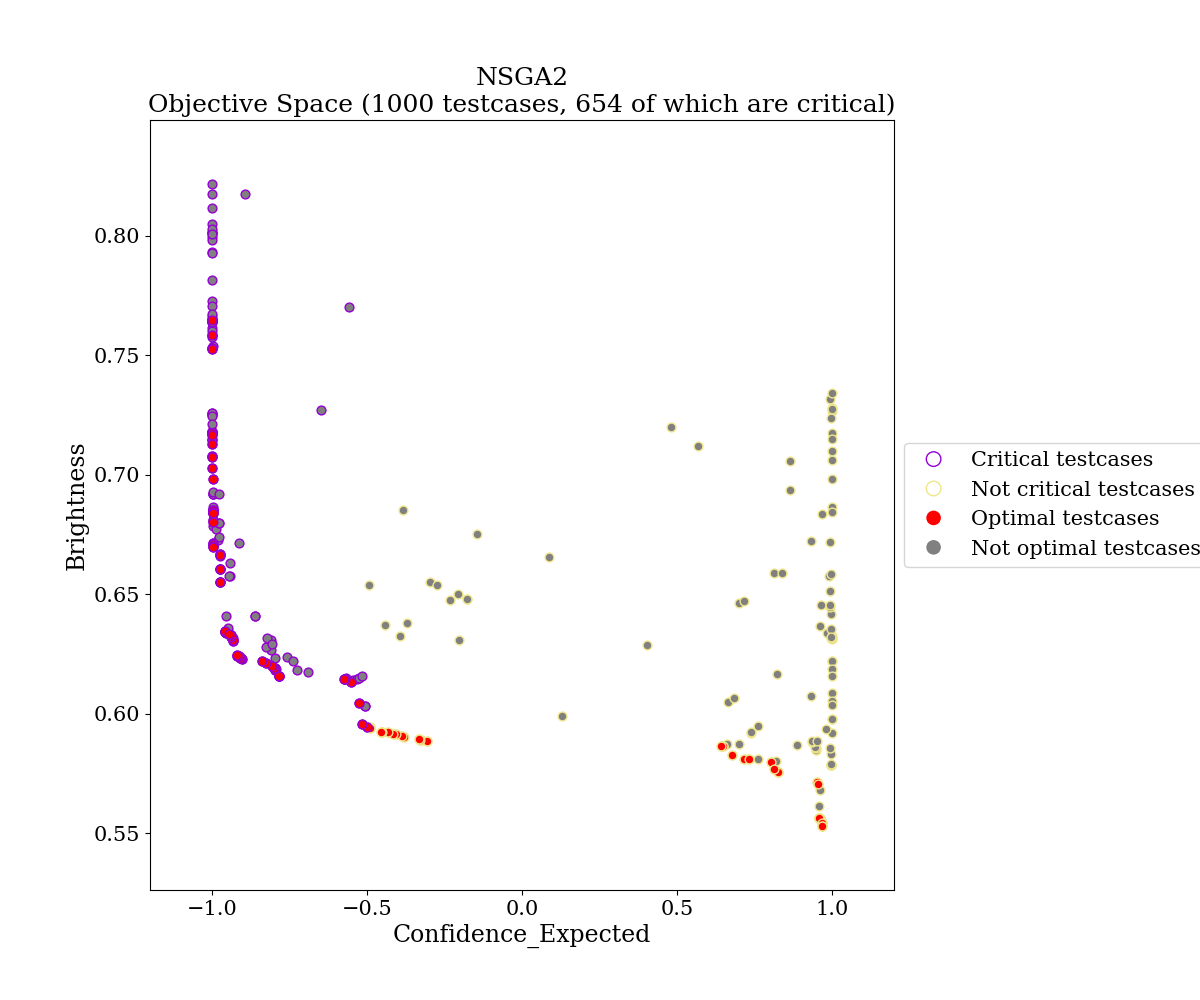 NSGA2
Objective Space (1000 testcases, 654 of which are critical)
0.80
0.75
0.70
0.65
0.60
0.55
Brightness
−1.0
−0.5
0.0
0.5
1.0
Confidence_Expected
Critical testcases
Not critical testcases
Optimal testcases
Not optimal testcases